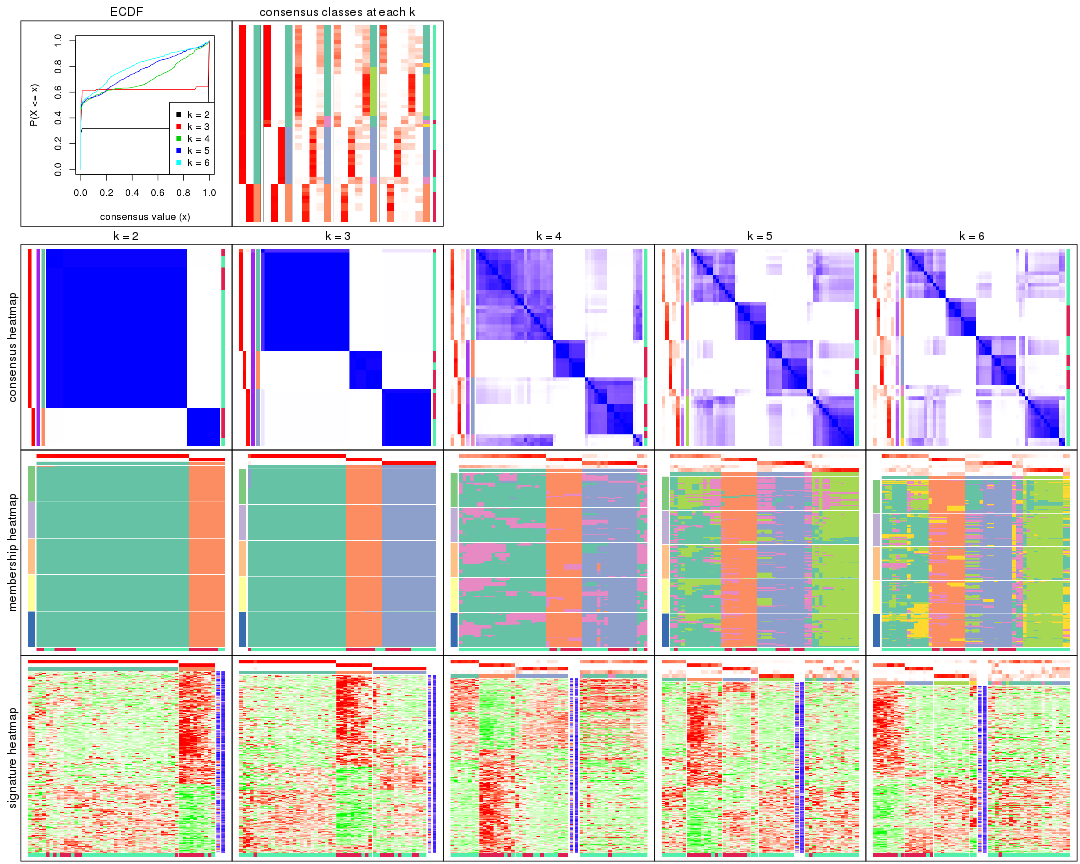 ECDF
consensus classes at each k
P(X <= x)
0.0 0.2 0.4 0.6 0.8 1.0
k = 2
k = 3
k = 4
k = 5
k = 6
0.0 0.2 0.4 0.6 0.8 1.0
consensus value (x)
k = 2
k = 3
k = 4
k = 5
k = 6
consensus heatmap
membership heatmap
signature heatmap